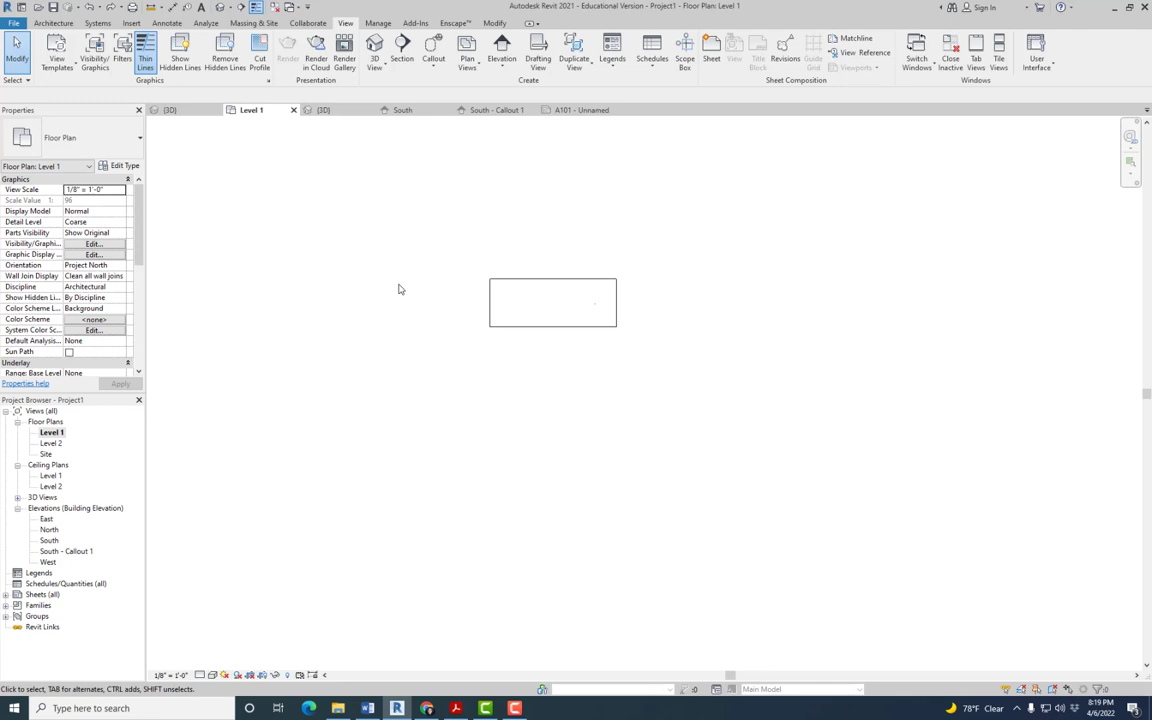 Autodesk Revit 2021 - Educational Version - Project1 - Floor Plan: Level 1
Sign In
File Architecture Structure Systems Insert Annotate Analyze Massing & Site Collaborate View Manage Add-Ins Enscape™ Modify
Modify
View Templates
Visibility/ Graphics
Filters
Thin Lines
Show Hidden Lines
Remove Hidden Lines
Cut Profile
Render
Render in Cloud
Render Gallery
3D View
Section
Callout
Plan Views
Elevation
Drafting View
Duplicate View
Legends
Schedules
Scope Box
Sheet
View
Title Block
Revisions
Guide Grid
Matchline
View Reference
Viewports
Switch Windows
Close Inactive
Tab Views
Tile Views
User Interface
Select Graphics Presentation Create Sheet Composition Windows
Properties
(3D) Level 1 (3D) South South - Callout 1 A101 - Unnamed
Floor Plan
Floor Plan: Level 1 Edit Type
Graphics
View Scale 1/8" = 1'-0"
Scale Value 1: 96
Display Model Normal
Detail Level Coarse
Parts Visibility Show Original
Visibility/Graphi... Edit...
Graphic Display ... Edit...
Orientation Project North
Wall Join Display Clean all wall joins
Discipline Architectural
Show Hidden Li... By Discipline
Color Scheme L... Background
Color Scheme <none>
System Color Sc... Edit...
Default Analysis... None
Sun Path
Underlay
Range: Base Level None
Properties help Apply
Project Browser - Project1
Views (all)
Floor Plans
Level 1
Level 2
Site
Ceiling Plans
Level 1
Level 2
3D Views
Elevations (Building Elevation)
East
North
South
South - Callout 1
West
Legends
Schedules/Quantities (all)
Sheets (all)
Families
Groups
Revit Links
1/8" = 1'-0"
Click to select, TAB for alternates, CTRL adds, SHIFT unselects.
:0 Main Model :0
Type here to search
78°F Clear
8:19 PM
4/6/2022